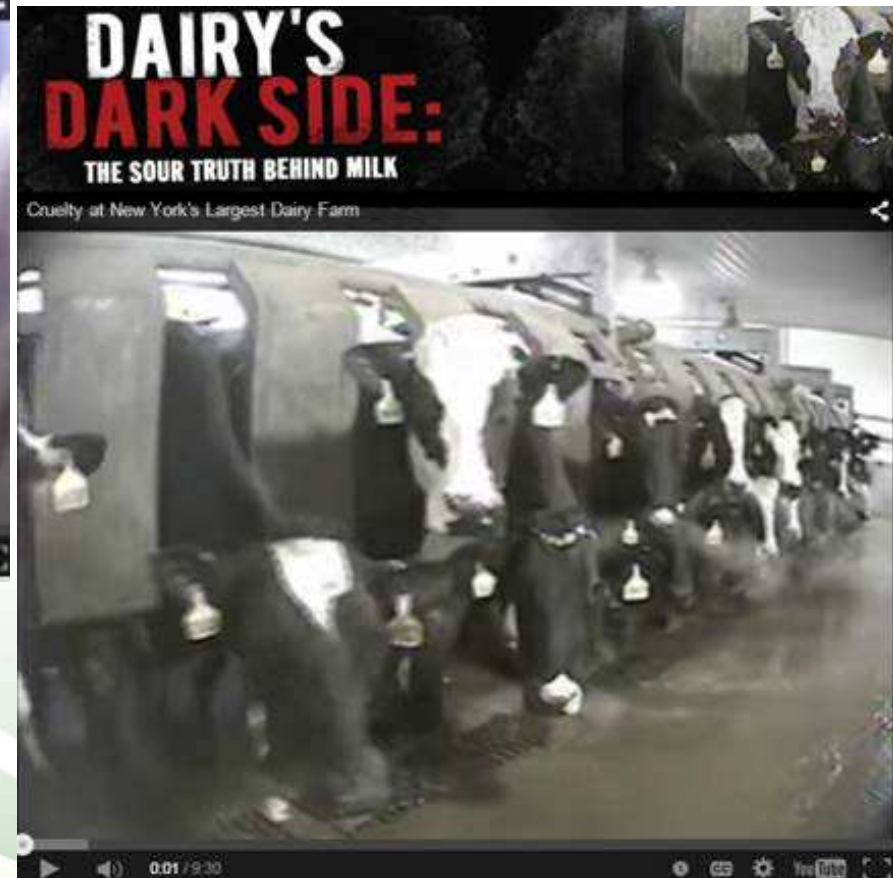 DAIRY'S
DARK SIDE:
THE SOUR TRUTH BEHIND MILK
Cruelty at New York's Largest Dairy Farm
0:01 / 9:30
CC
YouTube